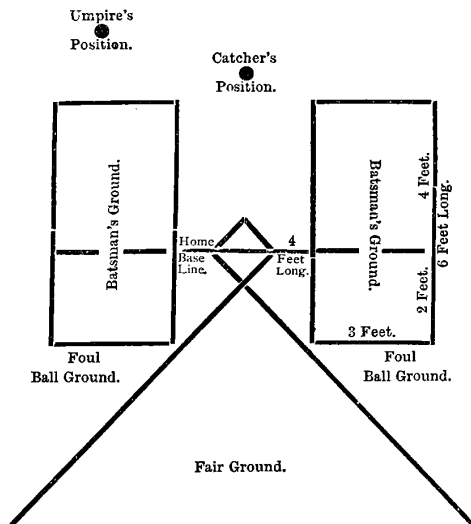 Umpire's
Position.
Catcher's
Position.
Batsman's Ground.
Home
Base
Line.
4
Feet
Long.
Batsman's Ground.
4 Feet.
2 Feet.
6 Feet Long.
3 Feet.
Foul
Ball Ground.
Foul
Ball Ground.
Fair Ground.